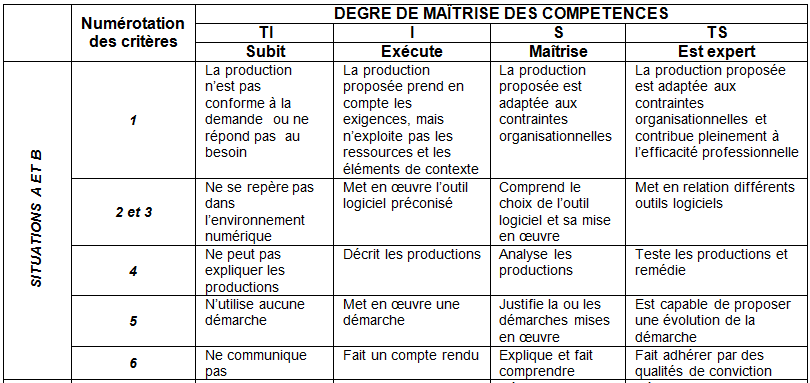 Numérotation
des critères
DEGRE DE MAÎTRISE DES COMPETENCES
TI
I
S
TS
Subit
Exécute
Maîtrise
Est expert
SITUATIONS A ET B
1
La production
n'est pas
conforme à la
demande ou ne
répond pas au
besoin
La production
proposée prend en
compte les
exigences, mais
n'exploite pas les
ressources et les
éléments de contexte
La production
proposée est
adaptée aux
contraintes
organisationnelles
La production proposée
est adaptée aux
contraintes
organisationnelles et
contribue pleinement à
l'efficacité professionnelle
2 et 3
Ne se repère pas
dans
l'environnement
numérique
Met en œuvre l'outil
logiciel préconisé
Comprend le
choix de l'outil
logiciel et sa mise
en œuvre
Met en relation différents
outils logiciels
4
Ne peut pas
expliquer les
productions
Décrit les productions
Analyse les
productions
Teste les productions et
remédie
5
N'utilise aucune
démarche
Met en œuvre une
démarche
Justifie la ou les
démarches mises
en œuvre
Est capable de proposer
une évolution de la
démarche
6
Ne communique
pas
Fait un compte rendu
Explique et fait
comprendre
Fait adhérer par des
qualités de conviction